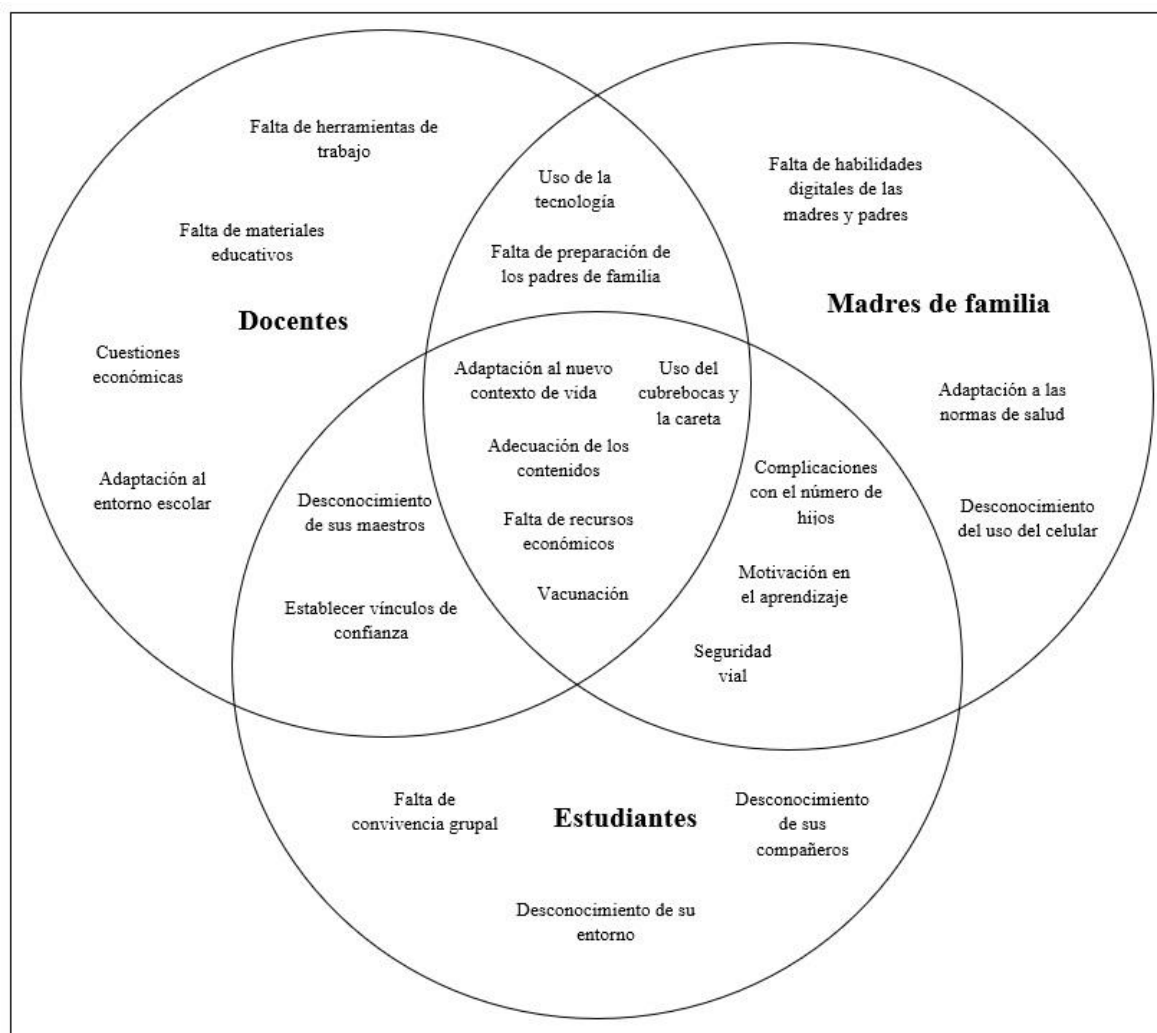 Falta de herramientas de
trabajo
Uso de la
tecnología
Falta de habilidades
digitales de las
madres y padres
Falta de materiales
educativos
Falta de preparación de
los padres de familia
Docentes
Madres de familia
Cuestiones
económicas
Adaptación al nuevo
contexto de vida
Uso del
cubrebocas y
la careta
Adaptación a las
normas de salud
Adaptación al
entorno escolar
Adecuación de los
contenidos
Complicaciones
con el número de
hijos
Desconocimiento
de sus maestros
Falta de recursos
económicos
Desconocimiento
del uso del celular
Establecer vínculos de
confianza
Vacunación
Motivación en
el aprendizaje
Seguridad
vial
Falta de
convivencia grupal
Estudiantes
Desconocimiento
de sus
compañeros
Desconocimiento de su
entorno